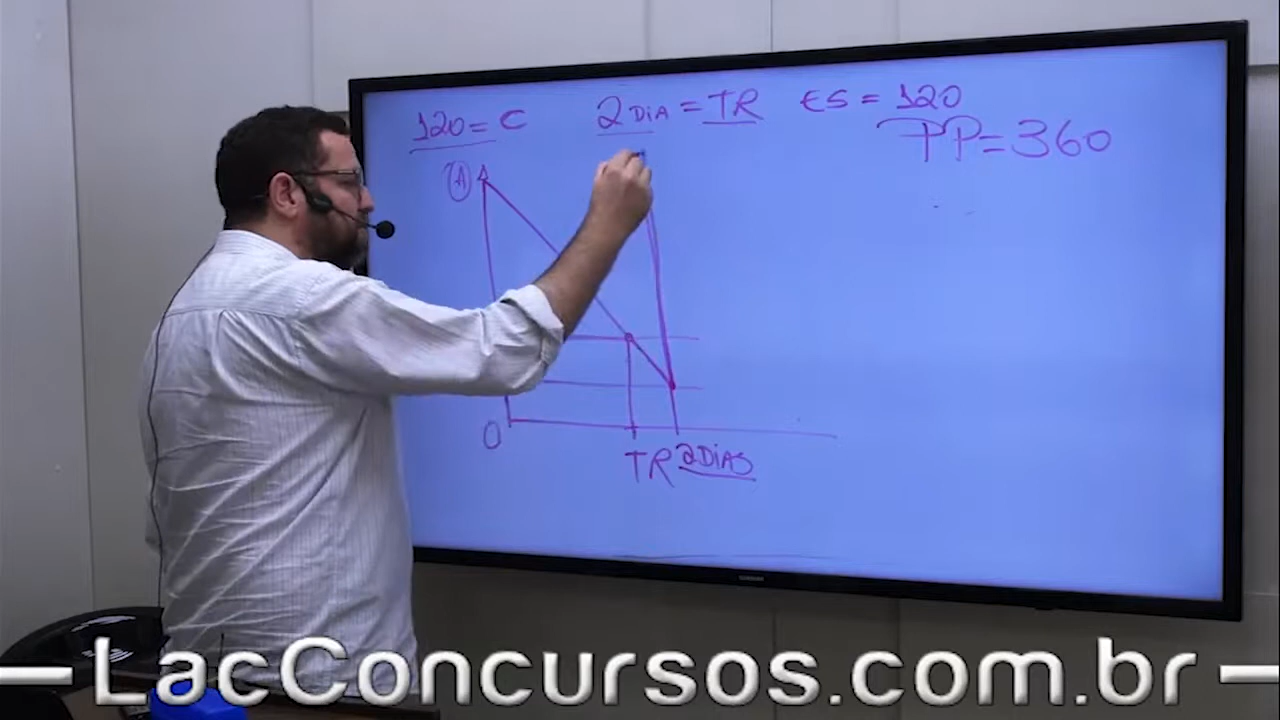 120 = C 2 DiA = TR ES = 120
PP = 360
A
0
TR 2 DiAS
LacConcursos.com.br